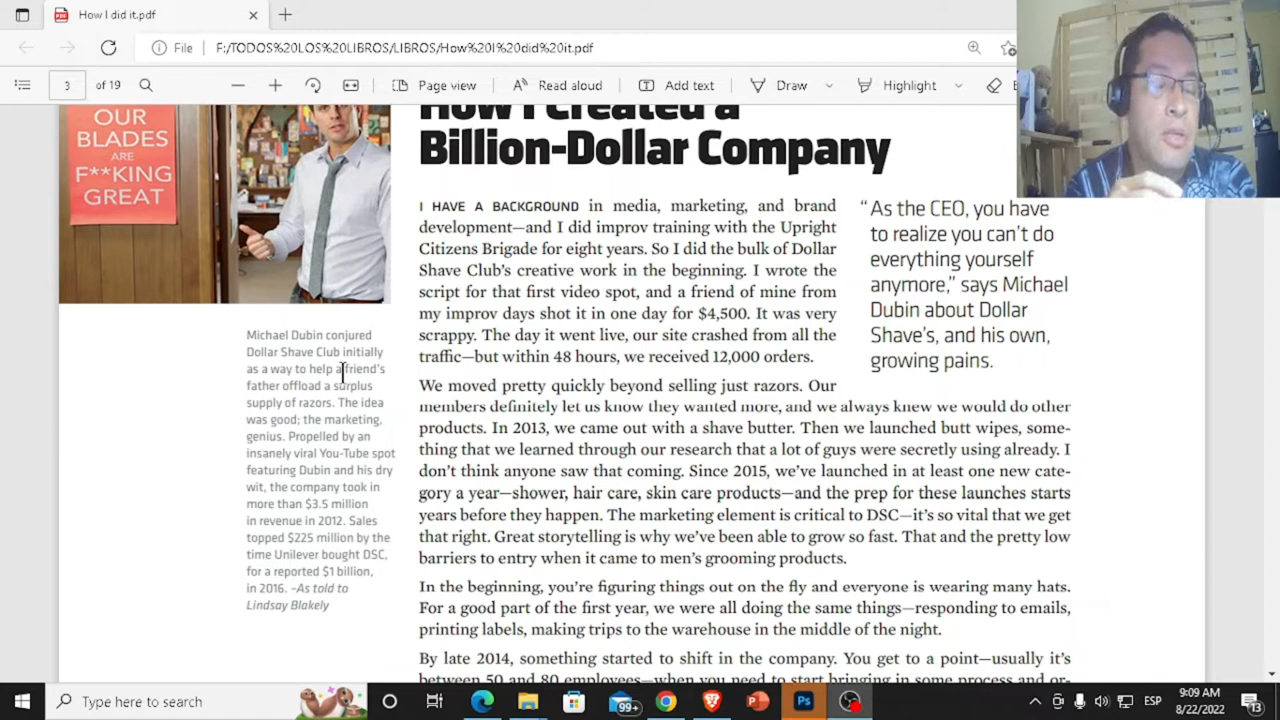 How I did it.pdf
File
F:/TODOS%20LOS%20LIBROS/LIBROS/How%20I%20did%20it.pdf
3
of 19
Page view
Read aloud
Add text
Draw
Highlight
OUR
BLADES
ARE
F**KING
GREAT
How I Created a
Billion-Dollar Company
I HAVE A BACKGROUND in media, marketing, and brand
development—and I did improv training with the Upright
Citizens Brigade for eight years. So I did the bulk of Dollar
Shave Club's creative work in the beginning. I wrote the
script for that first video spot, and a friend of mine from
my improv days shot it in one day for $4,500. It was very
scrappy. The day it went live, our site crashed from all the
traffic—but within 48 hours, we received 12,000 orders.
"As the CEO, you have
to realize you can't do
everything yourself
anymore," says Michael
Dubin about Dollar
Shave's, and his own,
growing pains.
Michael Dubin conjured
Dollar Shave Club initially
as a way to help a friend's
father offload a surplus
supply of razors. The idea
was good; the marketing,
genius. Propelled by an
insanely viral You-Tube spot
featuring Dubin and his dry
wit, the company took in
more than $3.5 million
in revenue in 2012. Sales
topped $225 million by the
time Unilever bought DSC,
for a reported $1 billion,
in 2016. –As told to
Lindsay Blakely
We moved pretty quickly beyond selling just razors. Our
members definitely let us know they wanted more, and we always knew we would do other
products. In 2013, we came out with a shave butter. Then we launched butt wipes, some-
thing that we learned through our research that a lot of guys were secretly using already. I
don't think anyone saw that coming. Since 2015, we've launched in at least one new cate-
gory a year—shower, hair care, skin care products—and the prep for these launches starts
years before they happen. The marketing element is critical to DSC—it's so vital that we get
that right. Great storytelling is why we've been able to grow so fast. That and the pretty low
barriers to entry when it came to men's grooming products.
In the beginning, you're figuring things out on the fly and everyone is wearing many hats.
For a good part of the first year, we were all doing the same things—responding to emails,
printing labels, making trips to the warehouse in the middle of the night.
By late 2014, something started to shift in the company. You get to a point—usually it's
between 50 and 80 employees—when you need to start bringing in some process and or-
Type here to search
99+
Ps
ESP
9:09 AM
8/22/2022
13